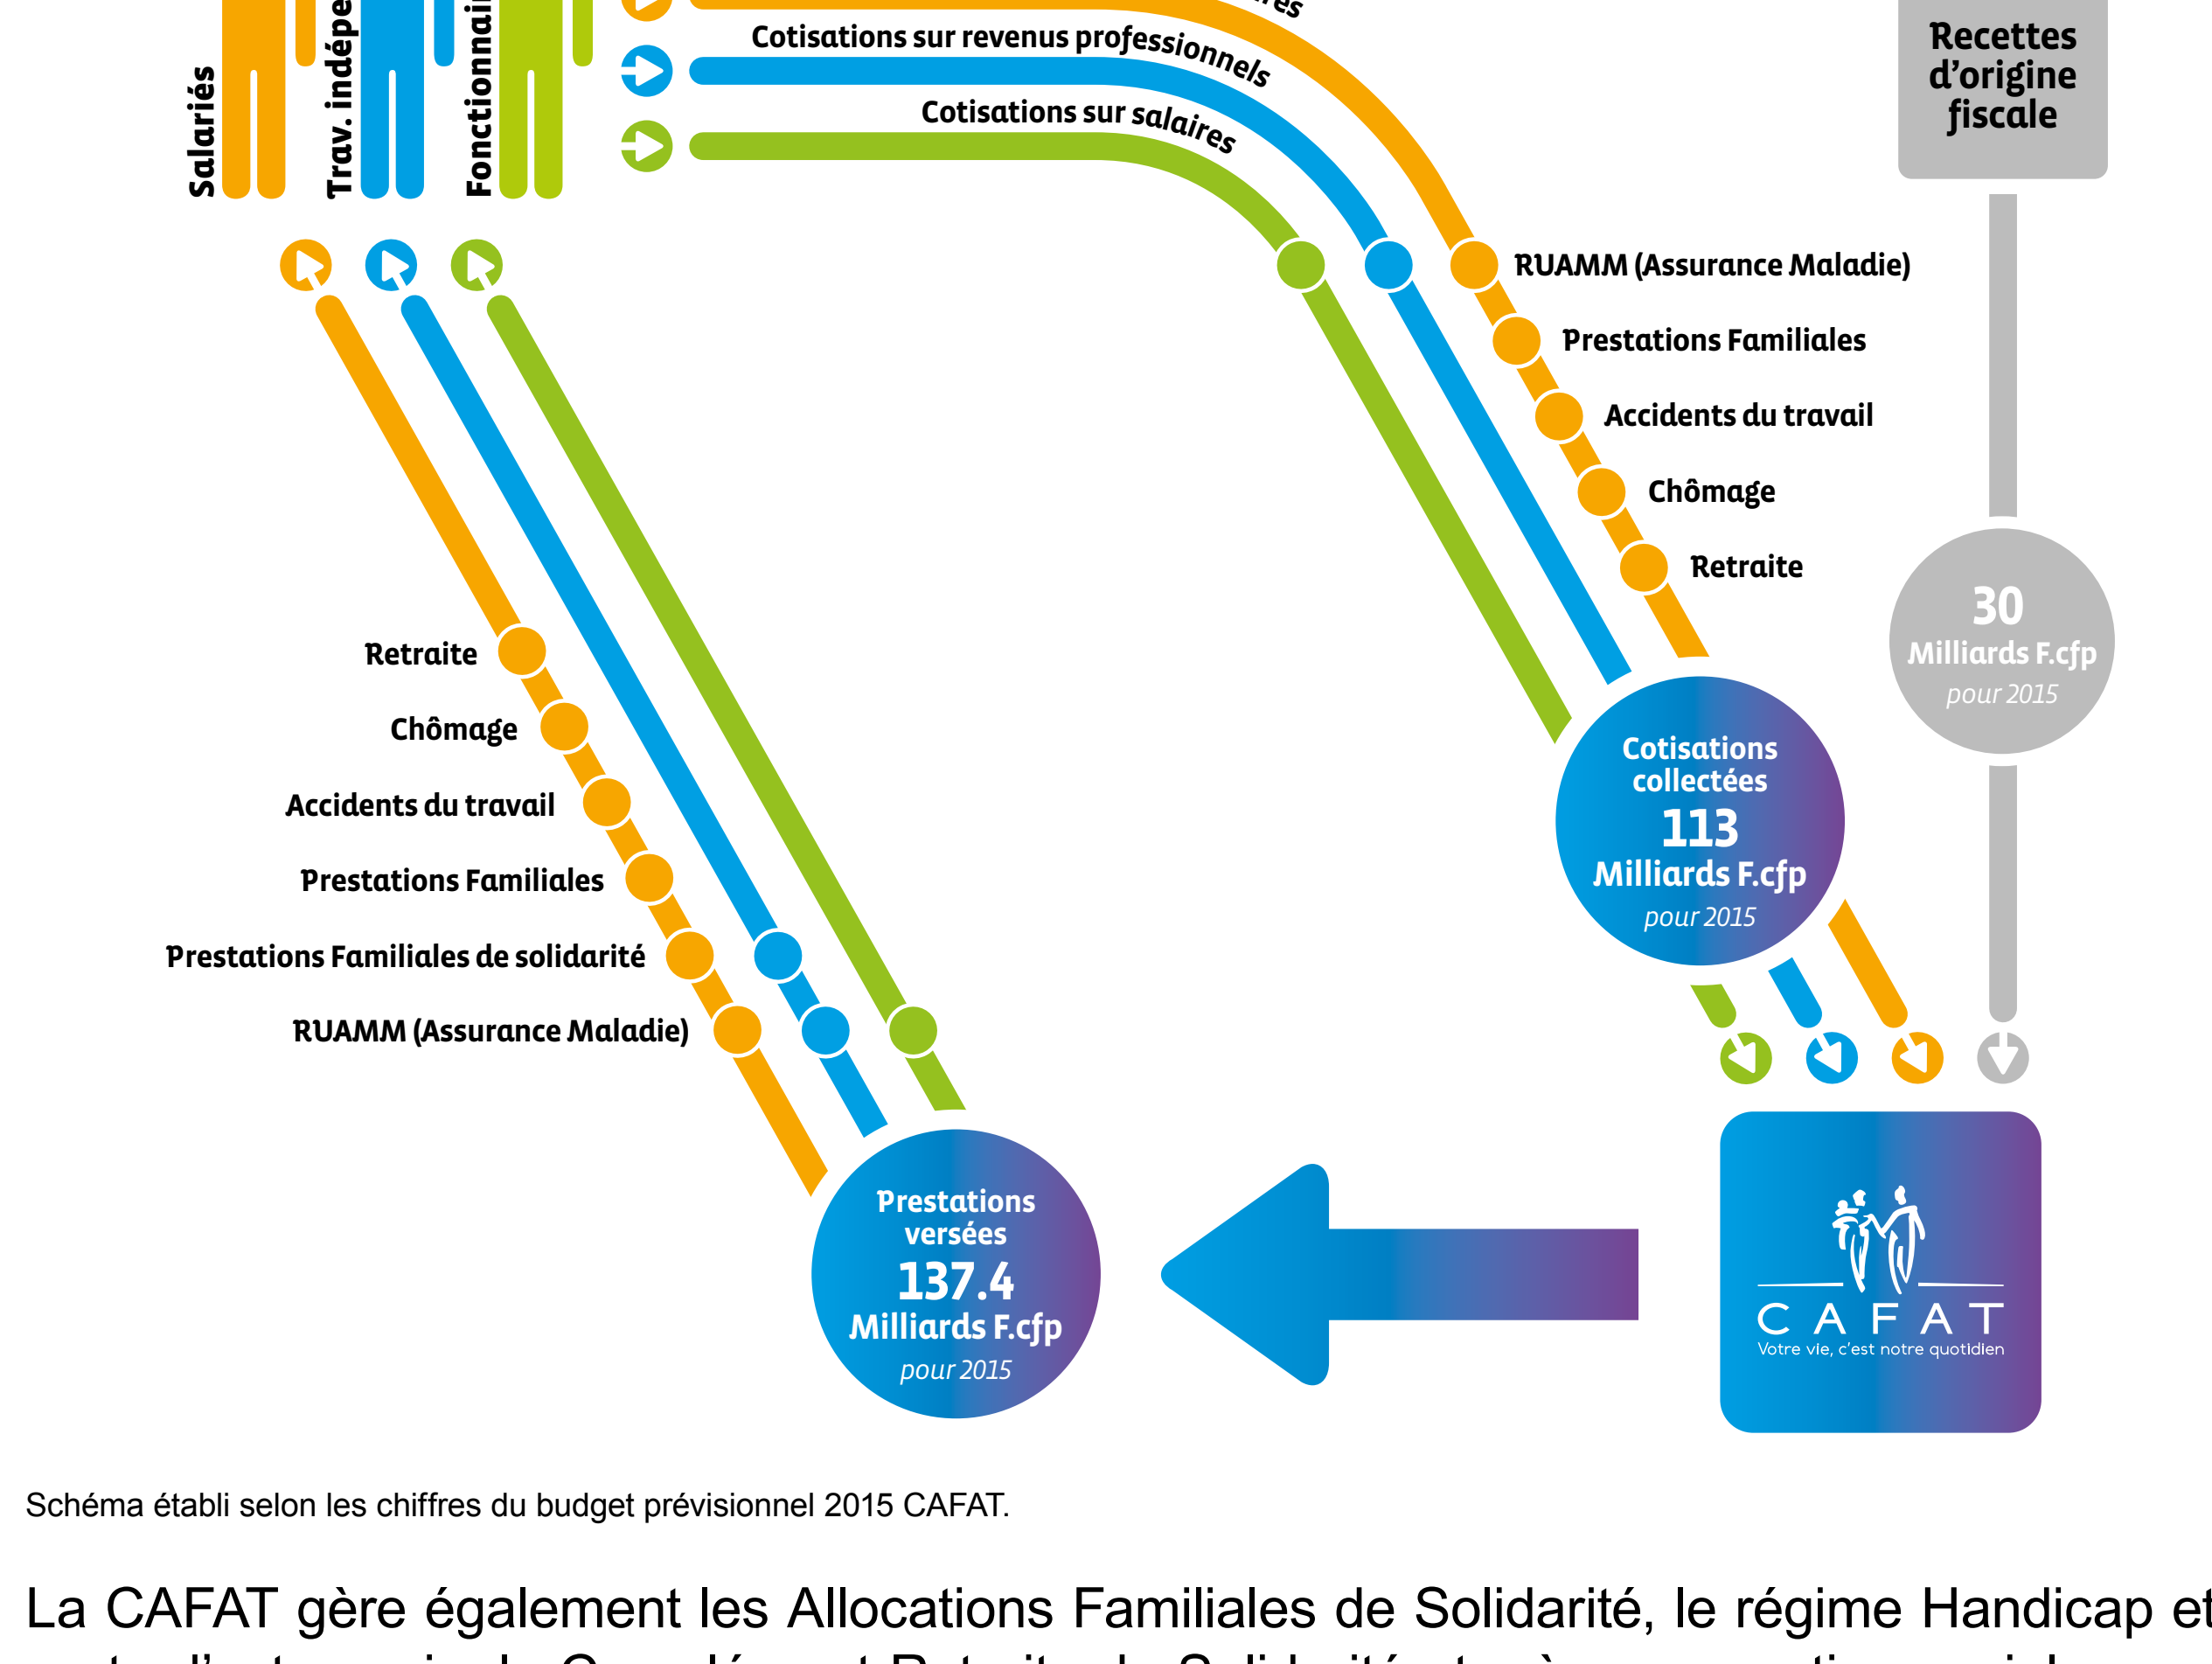 Salariés
Cotisations sur revenus professionnels
Cotisations sur salaires
Recettes
d'origine
fiscale
RUAMM (Assurance Maladie)
Prestations Familiales
Accidents du travail
Chômage
Retraite
30
Milliards F.cfp
pour 2015
Retraite
Chômage
Accidents du travail
Prestations Familiales
Prestations Familiales de solidarité
RUAMM (Assurance Maladie)
Cotisations
collectées
113
Milliards F.cfp
pour 2015
Prestations
versées
137.4
Milliards F.cfp
pour 2015
CAFAT
Votre vie, c'est notre quotidien
Schéma établi selon les chiffres du budget prévisionnel 2015 CAFAT.
La CAFAT gère également les Allocations Familiales de Solidarité, le régime Handicap et